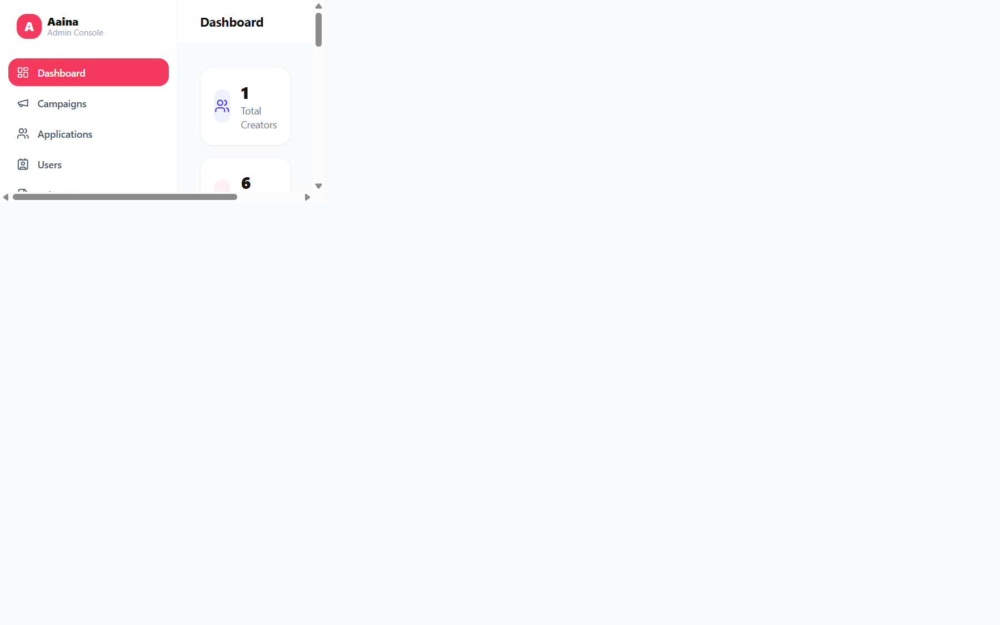 A
Aaina
Admin Console
Dashboard
Campaigns
Applications
Users
Dashboard
1
Total
Creators
6